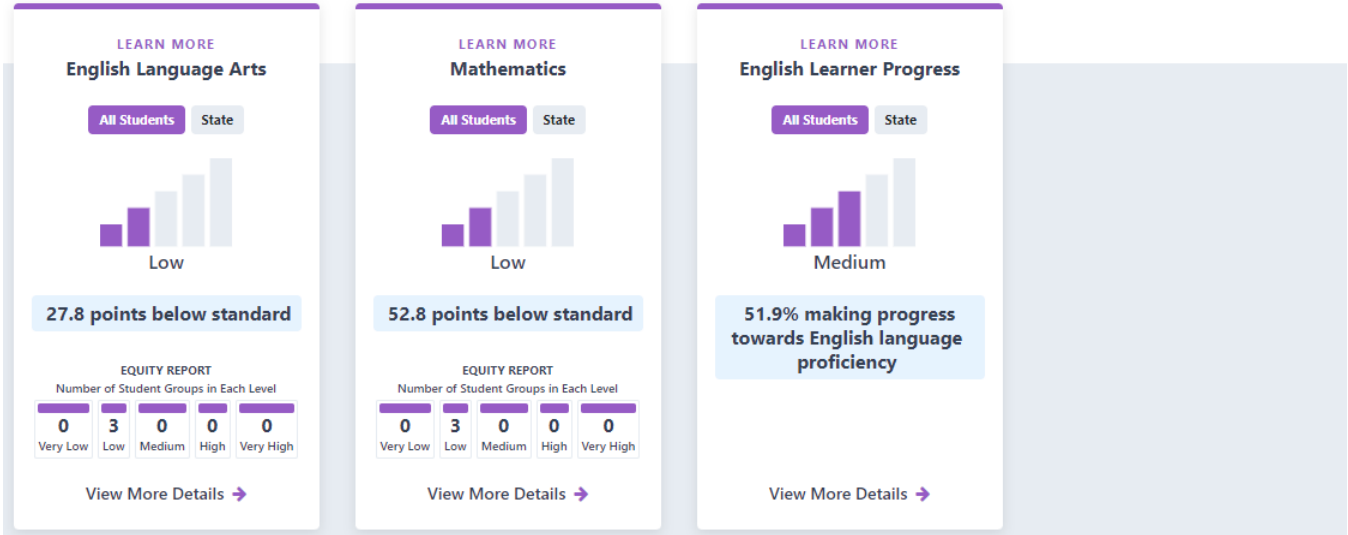 LEARN MORE
English Language Arts
All Students State
Low
27.8 points below standard
EQUITY REPORT
Number of Student Groups in Each Level
0 3 0 0 0
Very Low Low Medium High Very High
View More Details
LEARN MORE
Mathematics
All Students State
Low
52.8 points below standard
EQUITY REPORT
Number of Student Groups in Each Level
0 3 0 0 0
Very Low Low Medium High Very High
View More Details
LEARN MORE
English Learner Progress
All Students State
Medium
51.9% making progress
towards English language
proficiency
View More Details